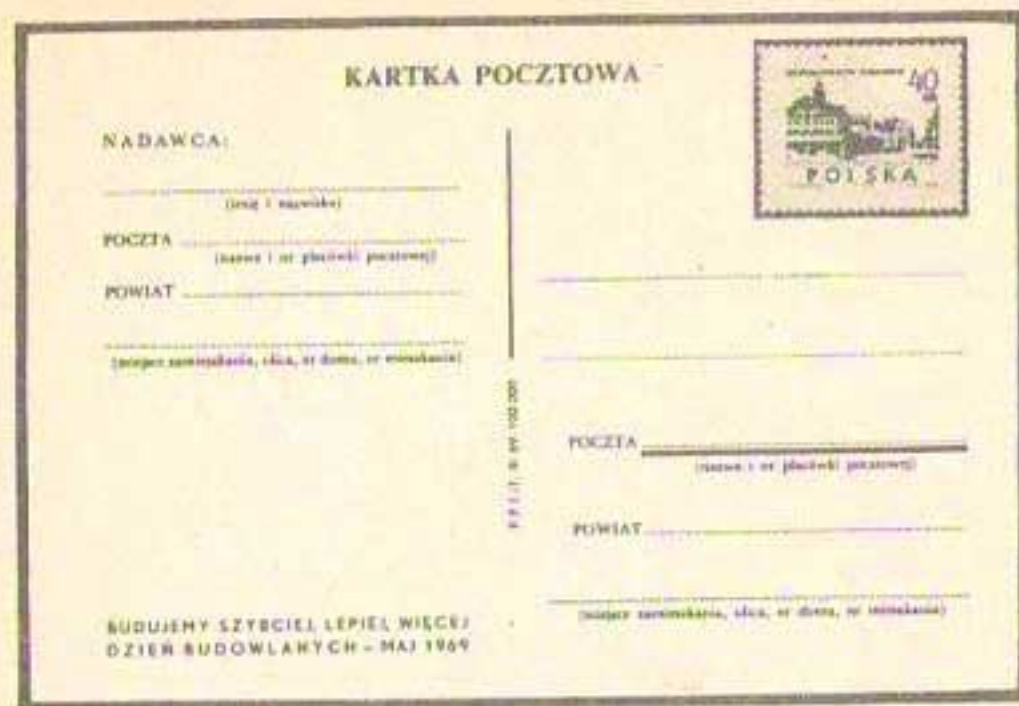 KARTKA POCZTOWA
40
POLSKA
NADAWCA:
(imię i nazwisko)
POCZTA
(nazwa i nr placówki pocztowej)
POWIAT
(miejsce zamieszkania, ulica, nr domu, nr mieszkania)
BUDUJEMY SZYBCIEJ, LEPIEJ, WIĘCEJ
DZIEŃ BUDOWLANYCH – MAJ 1969
POCZTA
(nazwa i nr placówki pocztowej)
POWIAT
(miejsce zamieszkania, ulica, nr domu, nr mieszkania)